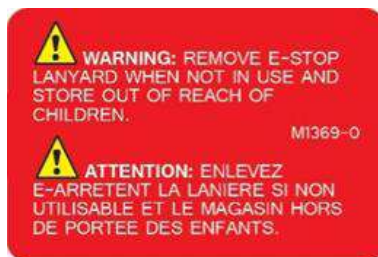 WARNING: REMOVE E-STOP
LANYARD WHEN NOT IN USE AND
STORE OUT OF REACH OF
CHILDREN.
M1369-0
ATTENTION: ENLEVEZ
E-ARRETENT LA LANIERE SI NON
UTILISABLE ET LE MAGASIN HORS
DE PORTEE DES ENFANTS.